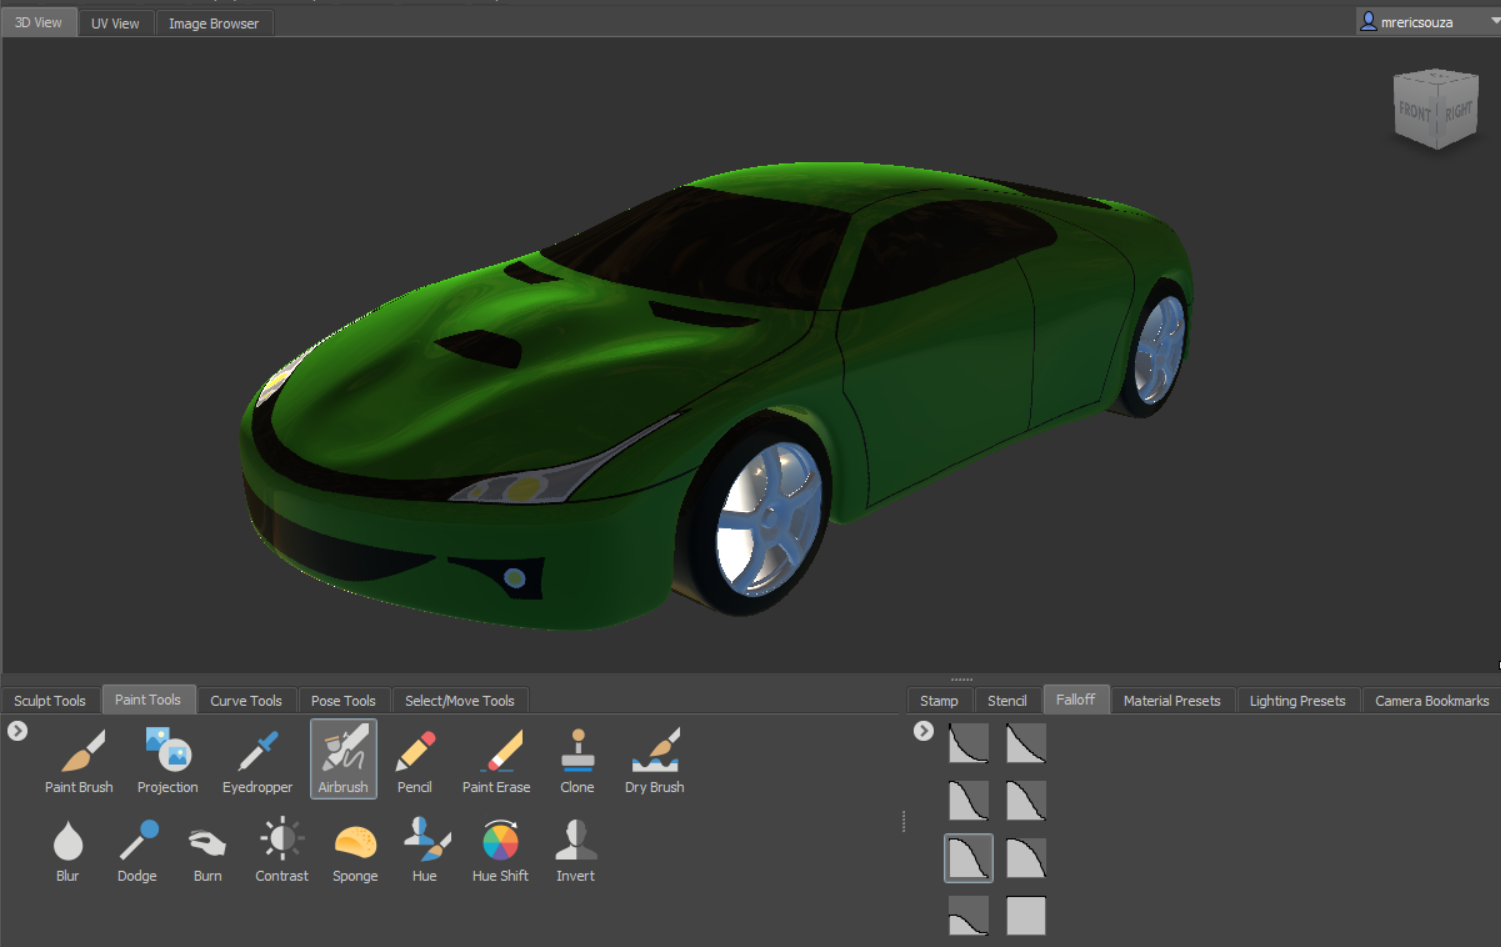 3D View UV View Image Browser mrericsouza
FRONT RIGHT
Sculpt Tools Paint Tools Curve Tools Pose Tools Select/Move Tools Stamp Stencil Falloff Material Presets Lighting Presets Camera Bookmarks
Paint Brush Projection Eyedropper Airbrush Pencil Paint Erase Clone Dry Brush
Blur Dodge Burn Contrast Sponge Hue Hue Shift Invert